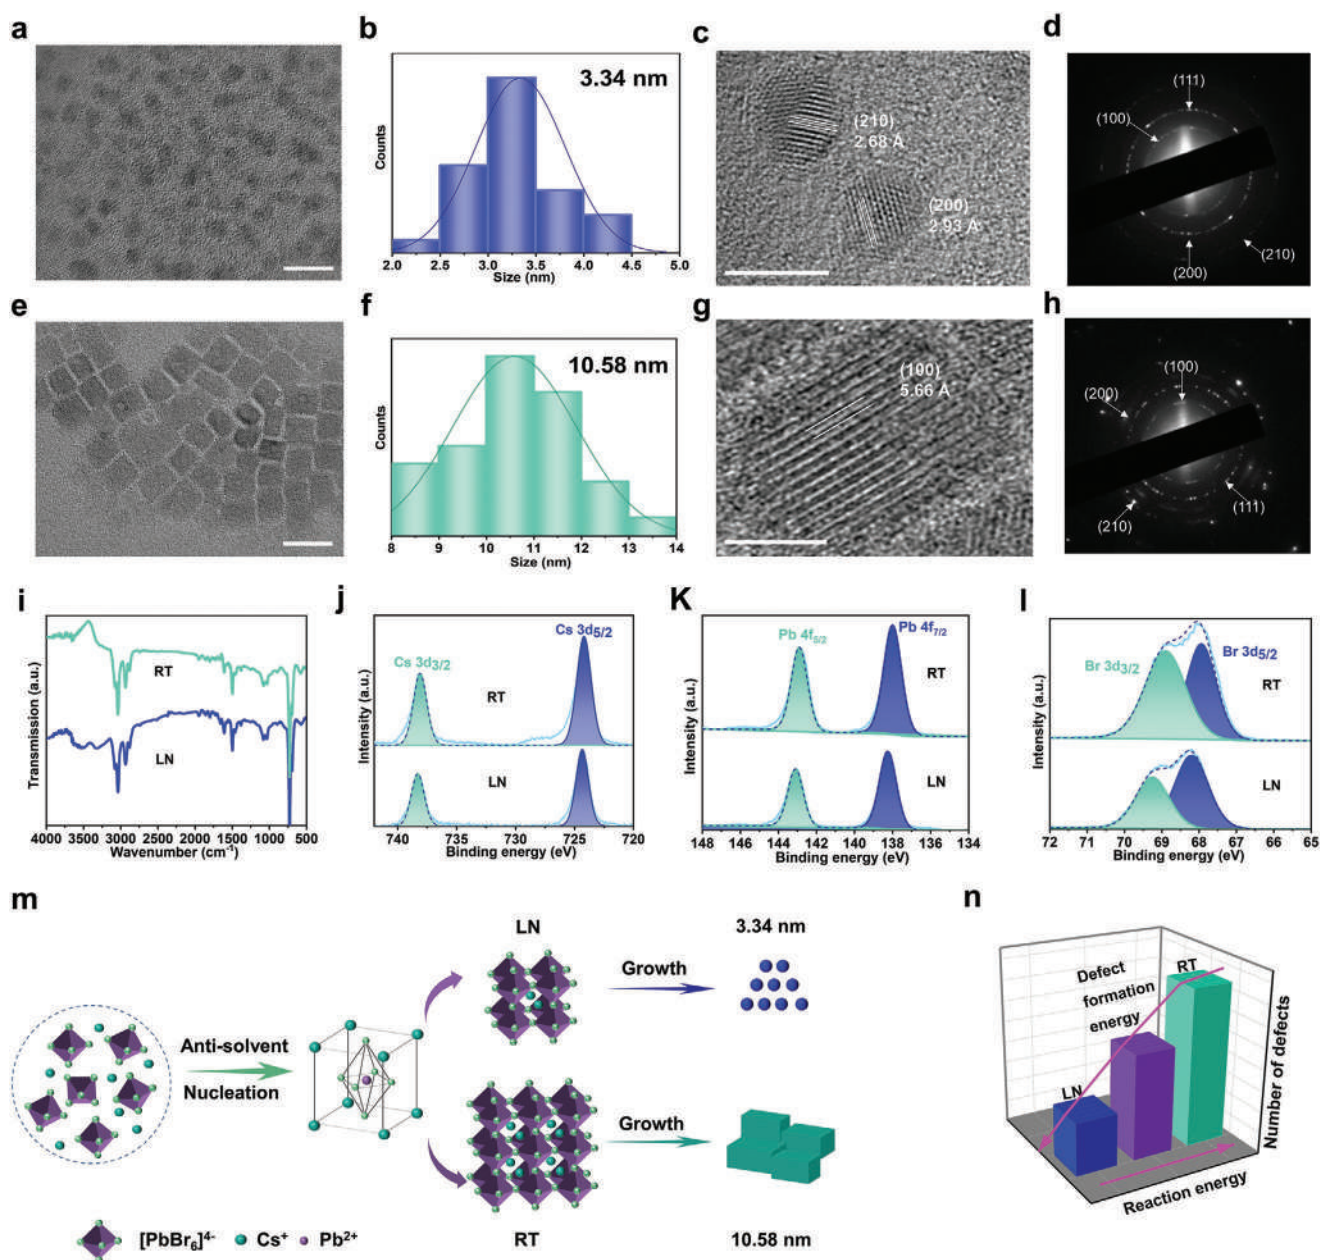 a
b
c
d
3.34 nm
Counts
2.0 2.5 3.0 3.5 4.0 4.5 5.0
Size (nm)
(210)
2.68 Å
(200)
2.93 Å
(111)
(100)
(200)
(210)
e
f
g
h
10.58 nm
Counts
8 9 10 11 12 13 14
Size (nm)
(100)
5.66 Å
(100)
(200)
(210)
(111)
i
j
K
l
Transmission (a.u.)
RT
LN
4000 3500 3000 2500 2000 1500 1000 500
Wavenumber (cm⁻¹)
Intensity (a.u.)
Cs 3d5/2
Cs 3d3/2
RT
LN
740 735 730 725 720
Binding energy (eV)
Intensity (a.u.)
Pb 4f5/2
Pb 4f7/2
RT
LN
148 146 144 142 140 138 136 134
Binding energy (eV)
Intensity (a.u.)
Br 3d3/2
Br 3d5/2
RT
LN
72 71 70 69 68 67 66 65
Binding energy (eV)
m
n
LN
3.34 nm
Anti-solvent
Nucleation
Growth
Growth
RT
10.58 nm
[PbBr6]4-
Cs+
Pb2+
Defect
formation
energy
RT
LN
Number of defects
Reaction energy